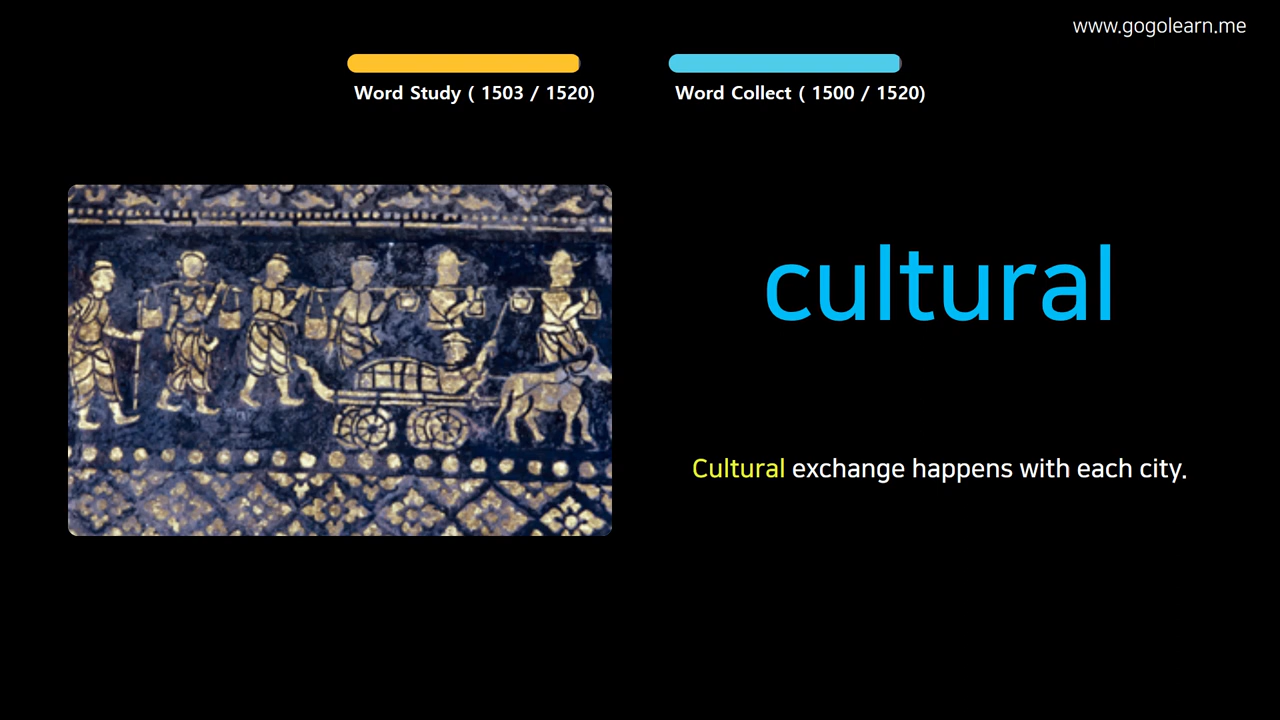 www.gogolearn.me
Word Study ( 1503 / 1520)
Word Collect ( 1500 / 1520)
cultural
Cultural exchange happens with each city.